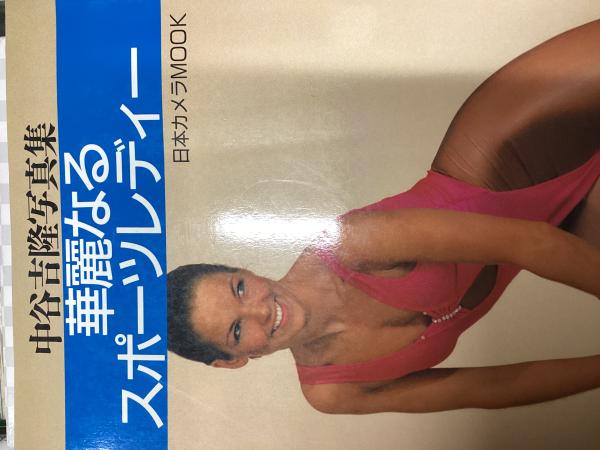 中谷吉隆写真集
華麗なる
スポーツレディー
日本カメラMOOK